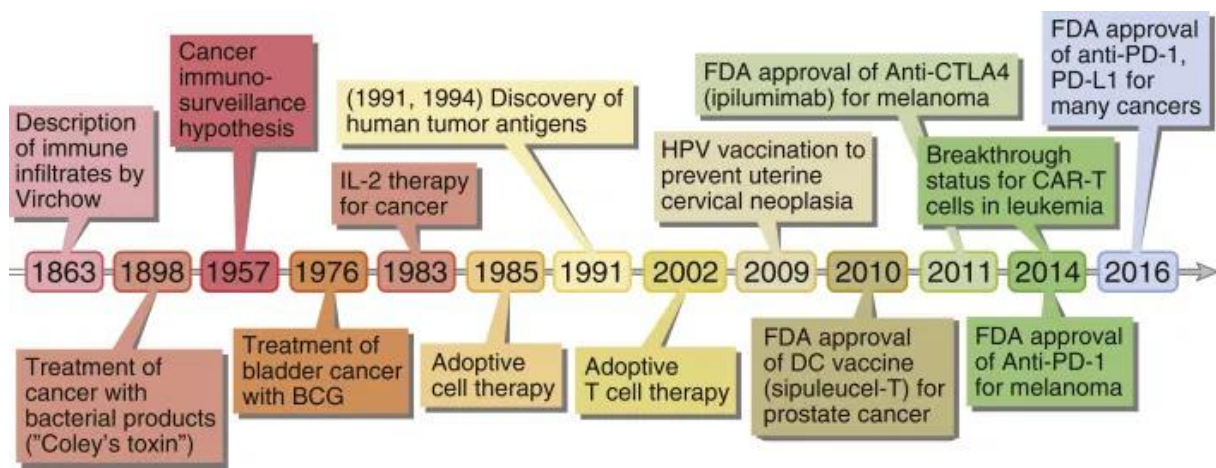 Description
of immune
infiltrates by
Virchow
Cancer
immuno-
surveillance
hypothesis
IL-2 therapy
for cancer
(1991, 1994) Discovery of
human tumor antigens
HPV vaccination to
prevent uterine
cervical neoplasia
FDA approval of Anti-CTLA4
(ipilumimab) for melanoma
Breakthrough
status for CAR-T
cells in leukemia
FDA approval
of anti-PD-1,
PD-L1 for
many cancers
1863 1898 1957 1976 1983 1985 1991 2002 2009 2010 2011 2014 2016
Treatment of
cancer with
bacterial products
("Coley's toxin")
Treatment of
bladder cancer
with BCG
Adoptive
cell therapy
Adoptive
T cell therapy
FDA approval
of DC vaccine
(sipuleucel-T) for
prostate cancer
FDA approval
of Anti-PD-1
for melanoma